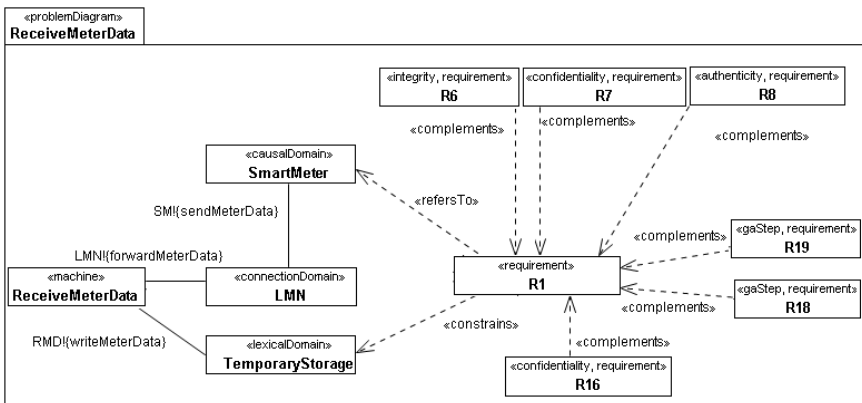 «problemDiagram»
ReceiveMeterData
«integrity, requirement»
R6
«confidentiality, requirement»
R7
«authenticity, requirement»
R8
«complements»
«complements»
«complements»
«causalDomain»
SmartMeter
«refersTo»
SM!{sendMeterData}
«gaStep, requirement»
R19
«complements»
LMN!{forwardMeterData}
«machine»
ReceiveMeterData
«connectionDomain»
LMN
«requirement»
R1
«gaStep, requirement»
R18
«complements»
«constrains»
RMD!{writeMeterData}
«lexicalDomain»
TemporaryStorage
«complements»
«confidentiality, requirement»
R16